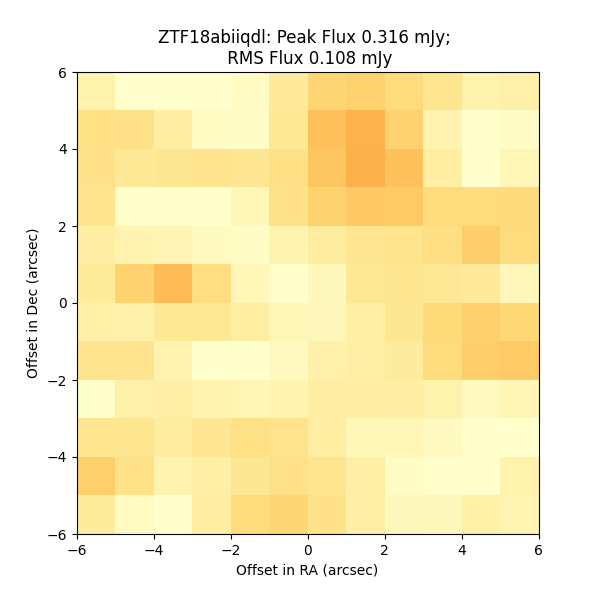 ZTF18abiiqdl: Peak Flux 0.316 mJy;
RMS Flux 0.108 mJy
6
4
2
0
−2
−4
−6
Offset in Dec (arcsec)
−6 −4 −2 0 2 4 6
Offset in RA (arcsec)